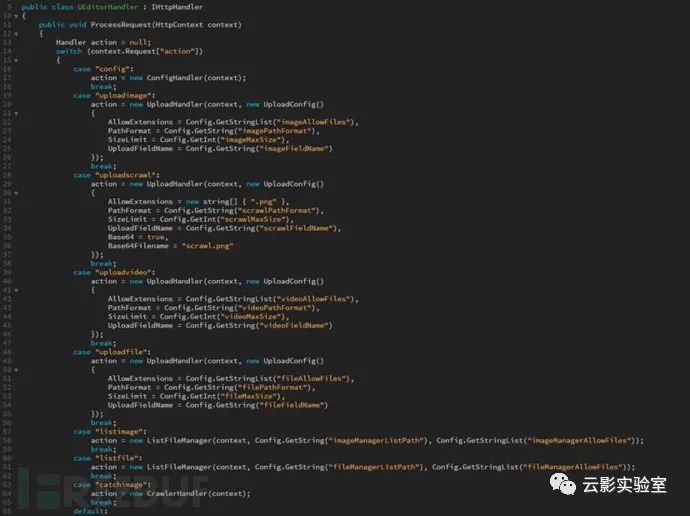 9 public class UEditorHandler : IHttpHandler
10 {
11 public void ProcessRequest(HttpContext context)
12 {
13 Handler action = null;
14 switch (context.Request["action"])
15 {
16 case "config":
17 action = new ConfigHandler(context);
18 break;
19 case "uploadimage":
20 action = new UploadHandler(context, new UploadConfig()
21 {
22 AllowExtensions = Config.GetStringList("imageAllowFiles"),
23 PathFormat = Config.GetString("imagePathFormat"),
24 SizeLimit = Config.GetInt("imageMaxSize"),
25 UploadFieldName = Config.GetString("imageFieldName")
26 });
27 break;
28 case "uploadscrawl":
29 action = new UploadHandler(context, new UploadConfig()
30 {
31 AllowExtensions = new string[] { ".png" },
32 PathFormat = Config.GetString("scrawlPathFormat"),
33 SizeLimit = Config.GetInt("scrawlMaxSize"),
34 UploadFieldName = Config.GetString("scrawlFieldName"),
35 Base64 = true,
36 Base64Filename = "scrawl.png"
37 });
38 break;
39 case "uploadvideo":
40 action = new UploadHandler(context, new UploadConfig()
41 {
42 AllowExtensions = Config.GetStringList("videoAllowFiles"),
43 PathFormat = Config.GetString("videoPathFormat"),
44 SizeLimit = Config.GetInt("videoMaxSize"),
45 UploadFieldName = Config.GetString("videoFieldName")
46 });
47 break;
48 case "uploadfile":
49 action = new UploadHandler(context, new UploadConfig()
50 {
51 AllowExtensions = Config.GetStringList("fileAllowFiles"),
52 PathFormat = Config.GetString("filePathFormat"),
53 SizeLimit = Config.GetInt("fileMaxSize"),
54 UploadFieldName = Config.GetString("fileFieldName")
55 });
56 break;
57 case "listimage":
58 action = new ListFileManager(context, Config.GetString("imageManagerListPath"), Config.GetStringList("imageManagerAllowFiles"));
59 break;
60 case "listfile":
61 action = new ListFileManager(context, Config.GetString("fileManagerListPath"), Config.GetStringList("fileManagerAllowFiles"));
62 break;
63 case "catchimage":
64 action = new CrawlerHandler(context);
65 break;
66 default:
FREEBUF
云影实验室